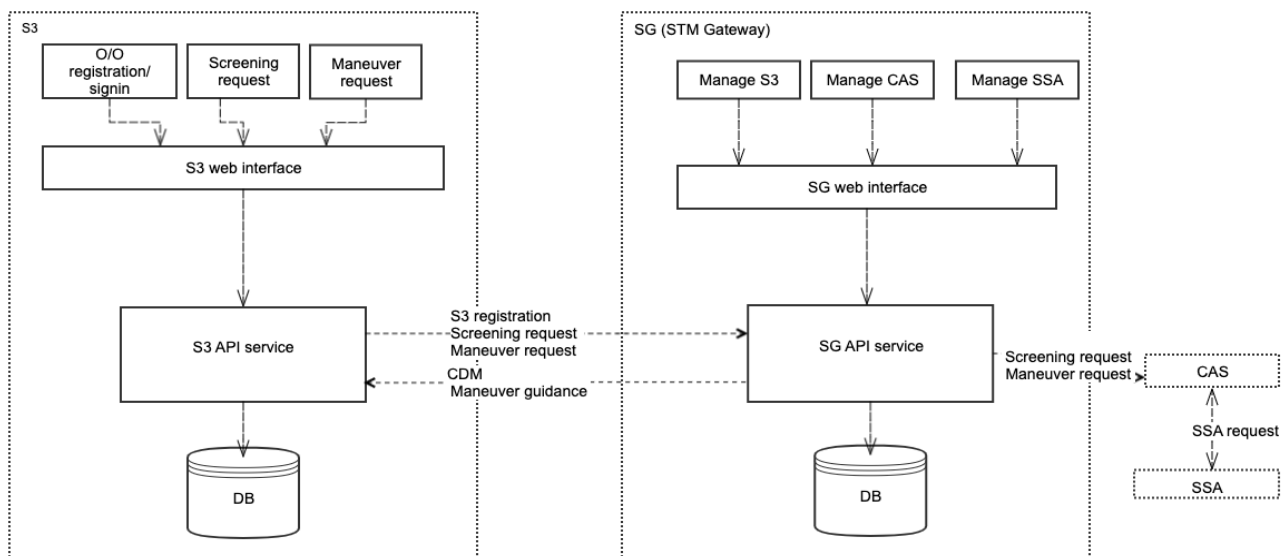 S3
O/O
registration/
signin
Screening
request
Maneuver
request
S3 web interface
S3 API service
DB
S3 registration
Screening request
Maneuver request
CDM
Maneuver guidance
SG (STM Gateway)
Manage S3
Manage CAS
Manage SSA
SG web interface
SG API service
DB
Screening request
Maneuver request
CAS
SSA request
SSA